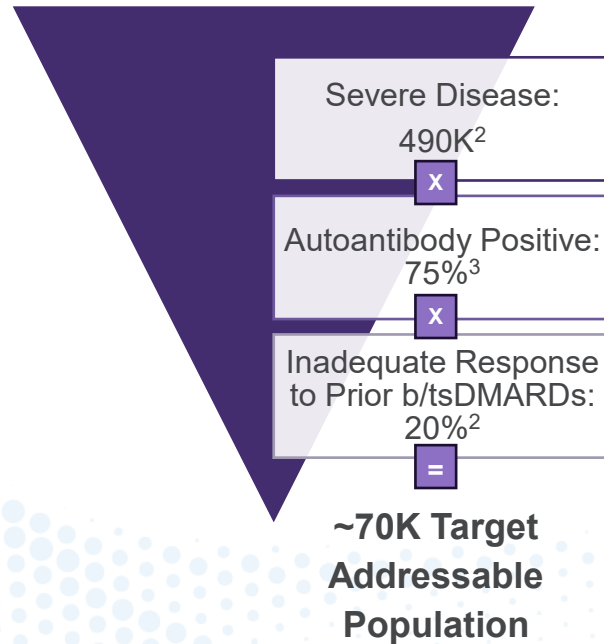 Severe Disease:
490K²
X
Autoantibody Positive:
75%³
X
Inadequate Response
to Prior b/tsDMARDs:
20%²
=
~70K Target
Addressable
Population